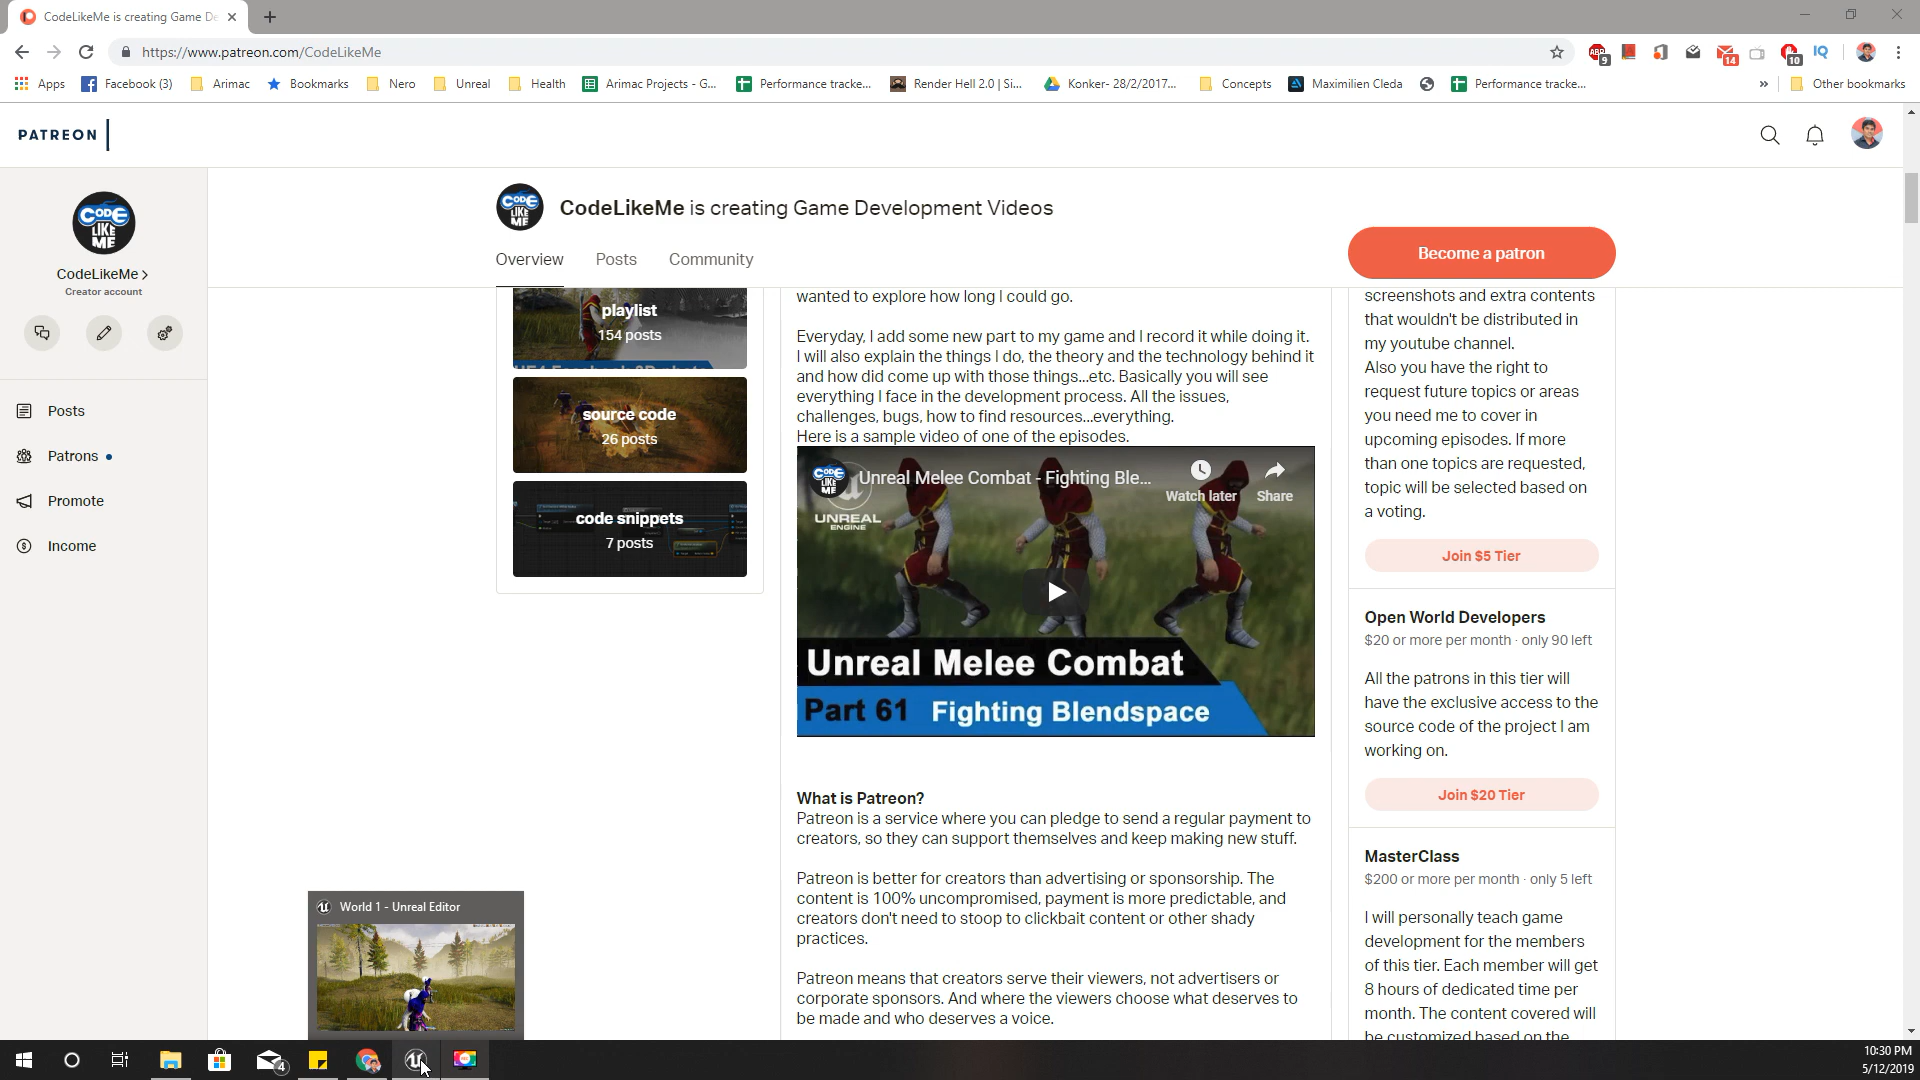 CodeLikeMe is creating Game De
https://www.patreon.com/CodeLikeMe
9
14
10
Apps
Facebook (3)
Arimac
Bookmarks
Nero
Unreal
Health
Arimac Projects - G...
Performance tracke...
Render Hell 2.0 | Si...
Konker- 28/2/2017...
Concepts
Maximilien Cleda
Performance tracke...
»
Other bookmarks
PATREON
CODE LIKE ME
CodeLikeMe >
Creator account
Posts
Patrons
Promote
Income
CODE LIKE ME
CodeLikeMe is creating Game Development Videos
Overview
Posts
Community
Become a patron
playlist
154 posts
source code
26 posts
code snippets
7 posts
wanted to explore how long I could go.
Everyday, I add some new part to my game and I record it while doing it.
I will also explain the things I do, the theory and the technology behind it
and how did come up with those things...etc. Basically you will see
everything I face in the development process. All the issues,
challenges, bugs, how to find resources...everything.
Here is a sample video of one of the episodes.
CODE LIKE ME
Unreal Melee Combat - Fighting Ble...
Watch later
Share
UNREAL
ENGINE
Unreal Melee Combat
Part 61 Fighting Blendspace
What is Patreon?
Patreon is a service where you can pledge to send a regular payment to
creators, so they can support themselves and keep making new stuff.
Patreon is better for creators than advertising or sponsorship. The
content is 100% uncompromised, payment is more predictable, and
creators don't need to stoop to clickbait content or other shady
practices.
Patreon means that creators serve their viewers, not advertisers or
corporate sponsors. And where the viewers choose what deserves to
be made and who deserves a voice.
screenshots and extra contents
that wouldn't be distributed in
my youtube channel.
Also you have the right to
request future topics or areas
you need me to cover in
upcoming episodes. If more
than one topics are requested,
topic will be selected based on
a voting.
Join $5 Tier
Open World Developers
$20 or more per month · only 90 left
All the patrons in this tier will
have the exclusive access to the
source code of the project I am
working on.
Join $20 Tier
MasterClass
$200 or more per month · only 5 left
I will personally teach game
development for the members
of this tier. Each member will get
8 hours of dedicated time per
month. The content covered will
be customized based on the
World 1 - Unreal Editor
4
10:30 PM
5/12/2019